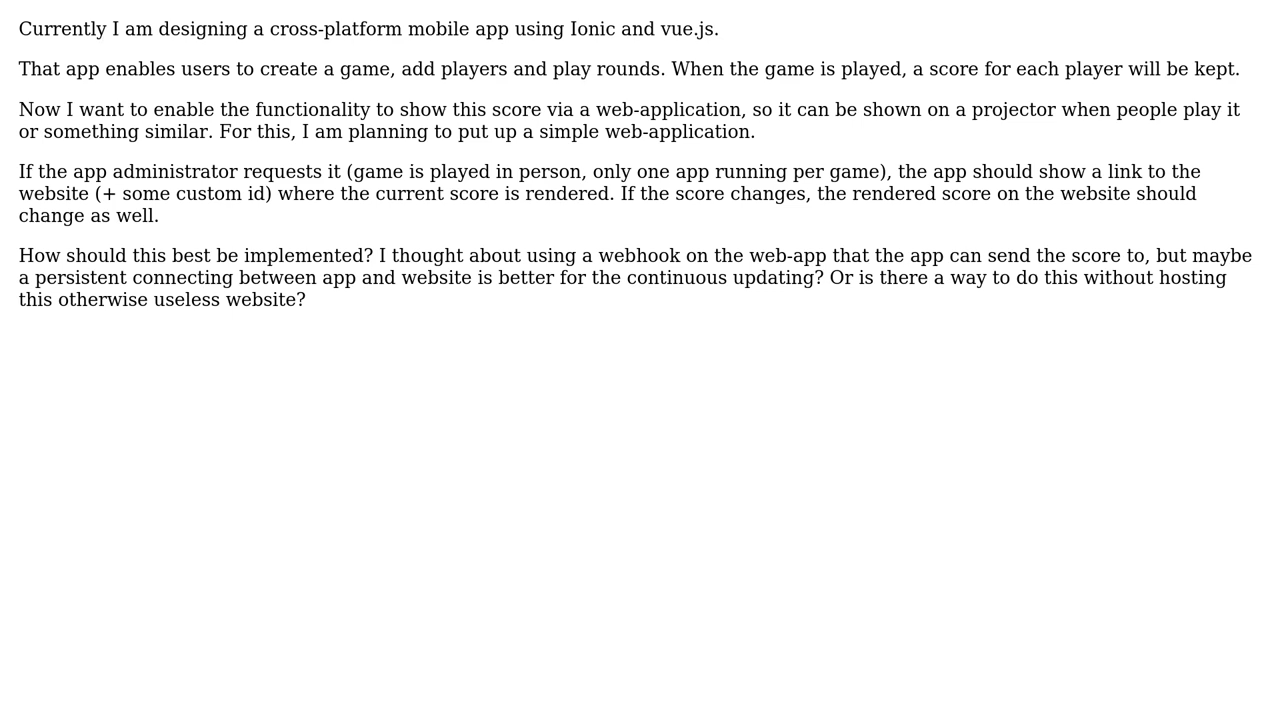 Currently I am designing a cross-platform mobile app using Ionic and vue.js.
That app enables users to create a game, add players and play rounds. When the game is played, a score for each player will be kept.
Now I want to enable the functionality to show this score via a web-application, so it can be shown on a projector when people play it
or something similar. For this, I am planning to put up a simple web-application.
If the app administrator requests it (game is played in person, only one app running per game), the app should show a link to the
website (+ some custom id) where the current score is rendered. If the score changes, the rendered score on the website should
change as well.
How should this best be implemented? I thought about using a webhook on the web-app that the app can send the score to, but maybe
a persistent connecting between app and website is better for the continuous updating? Or is there a way to do this without hosting
this otherwise useless website?